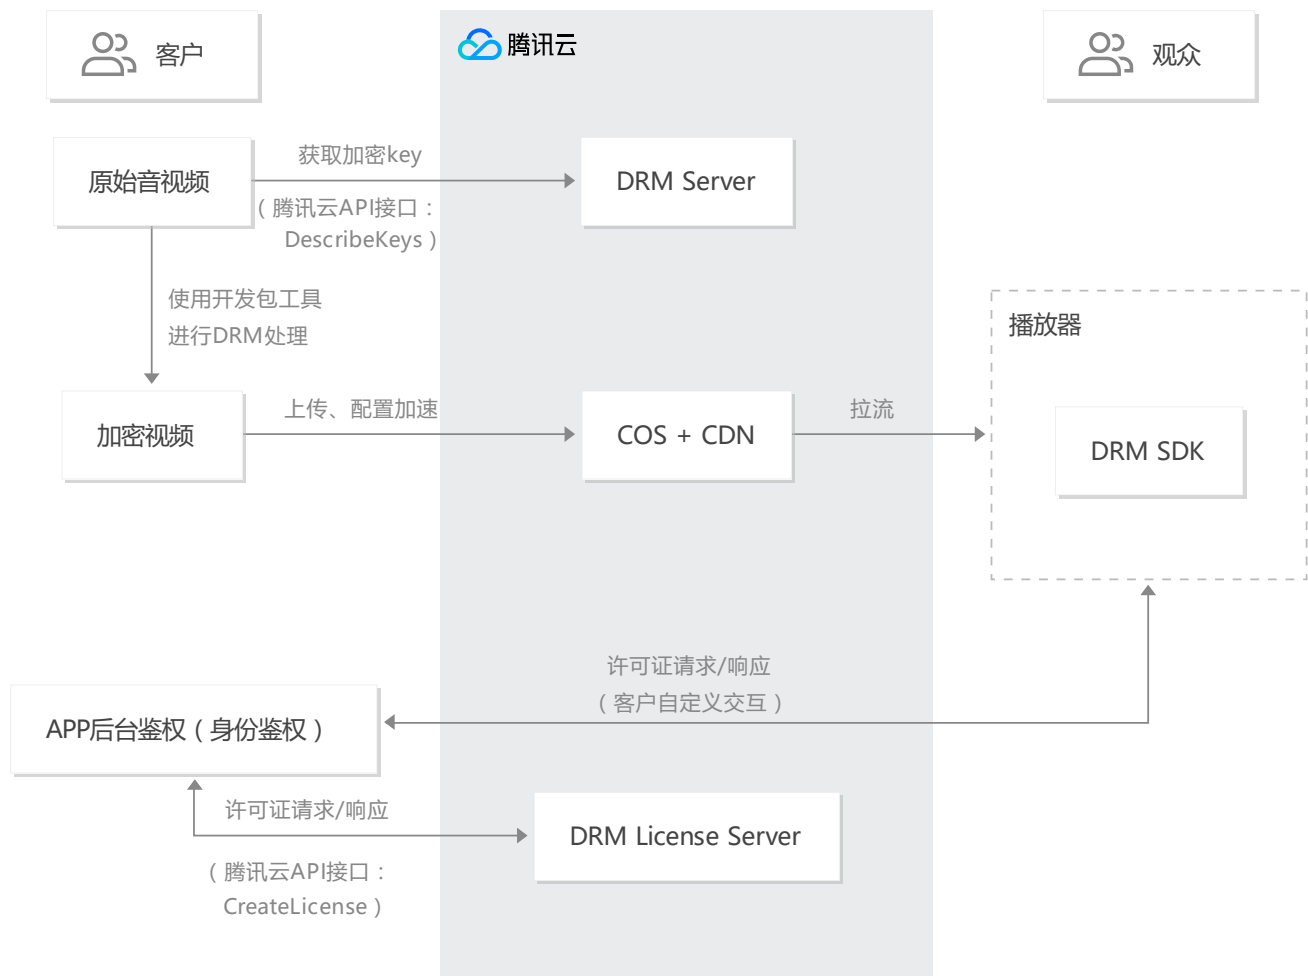 客户
腾讯云
观众
原始音视频
获取加密key
（腾讯云API接口：
DescribeKeys）
DRM Server
使用开发包工具
进行DRM处理
播放器
加密视频
上传、配置加速
COS + CDN
拉流
DRM SDK
许可证请求/响应
（客户自定义交互）
APP后台鉴权（身份鉴权）
许可证请求/响应
（腾讯云API接口：
CreateLicense）
DRM License Server